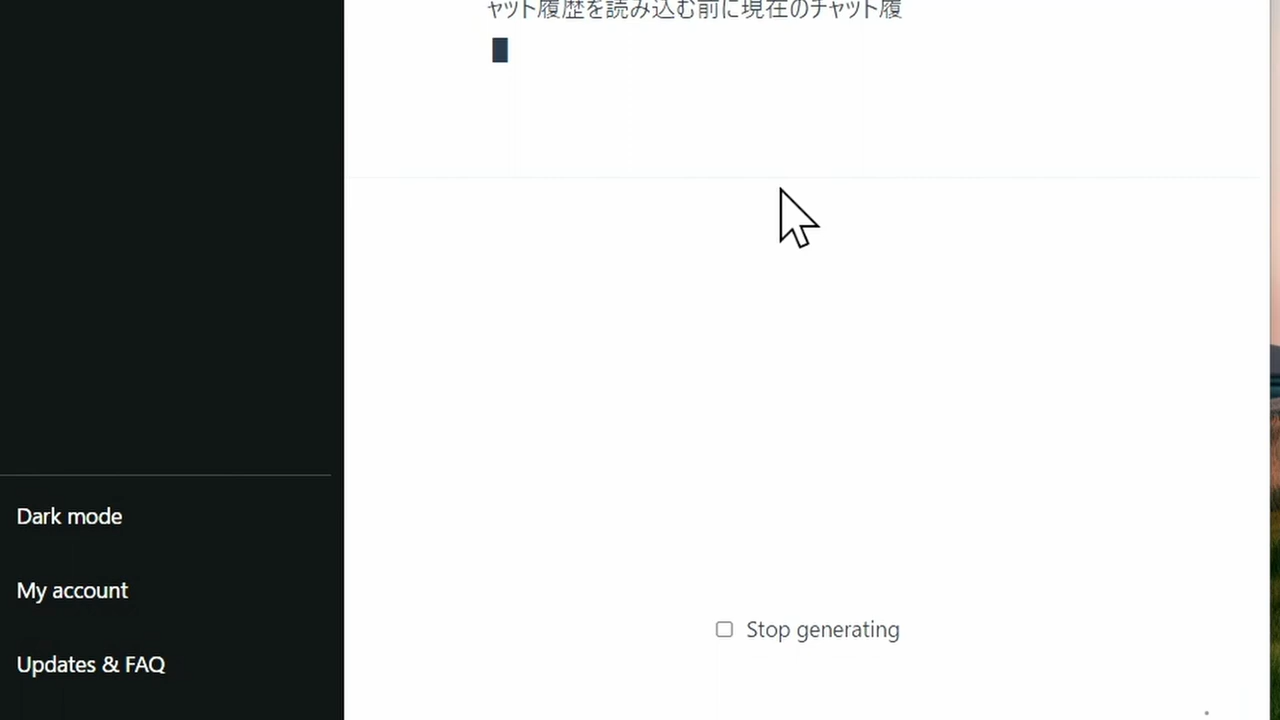 ャット履歴を読み込む前に現在のチャット履
Dark mode
My account
Stop generating
Updates & FAQ